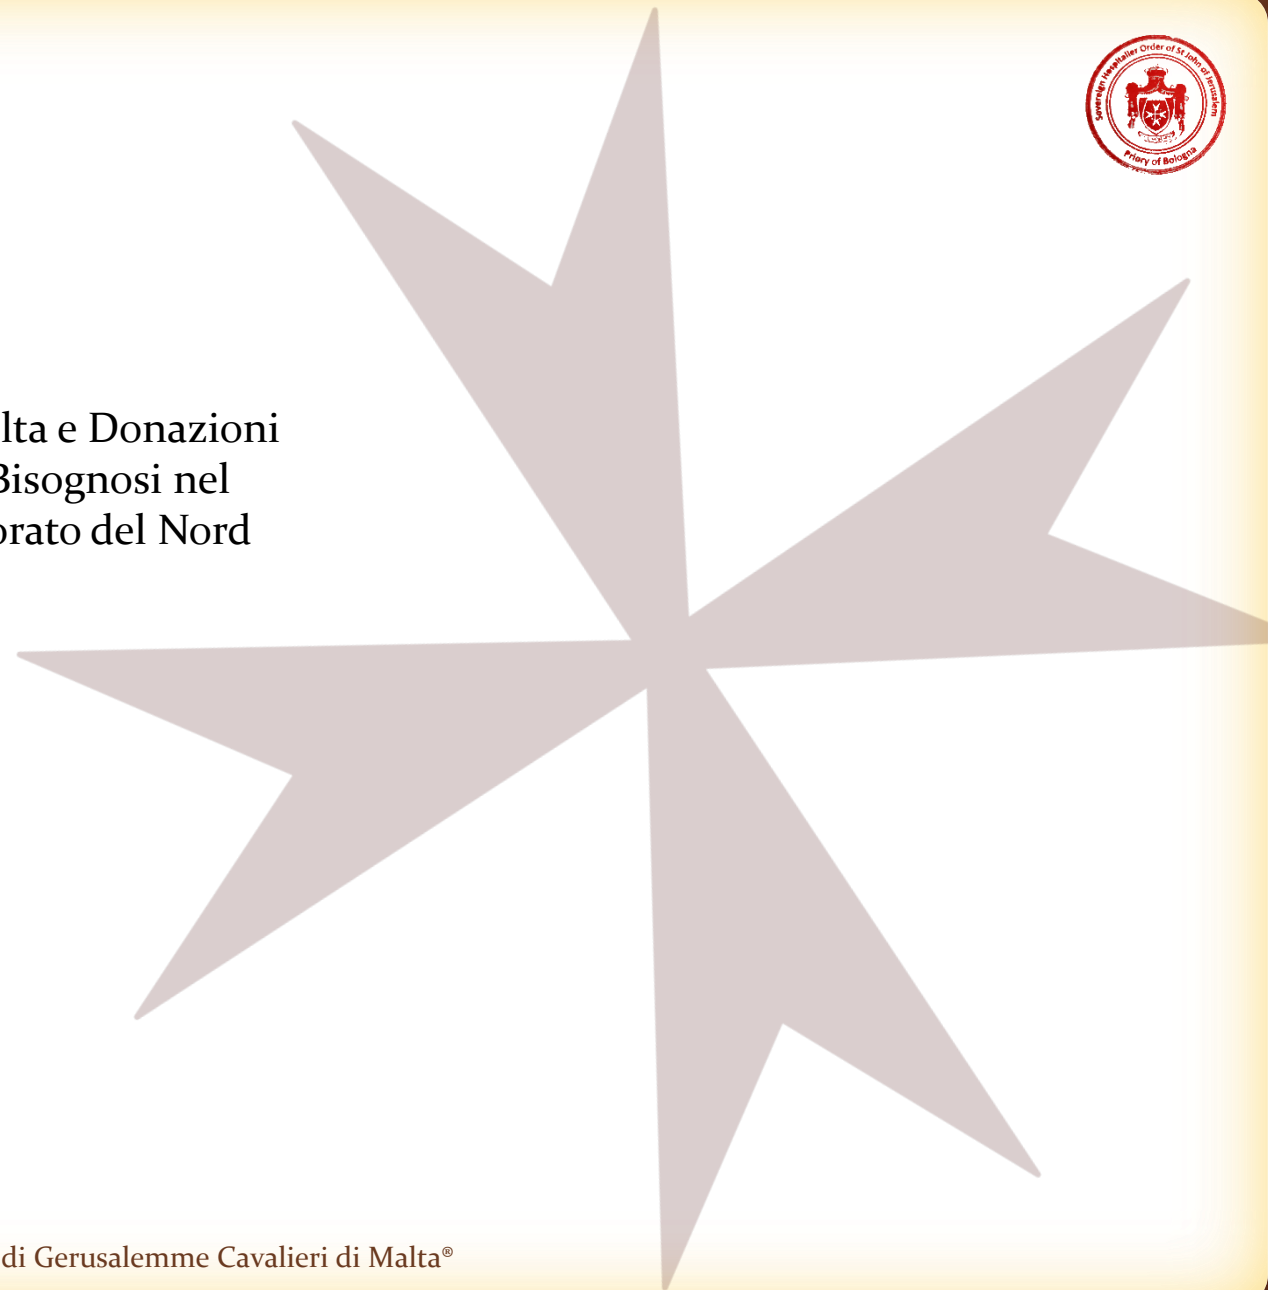 Sovereign Hospitaller Order of St. John of Jerusalem
Priory of Bologna
lta e Donazioni
Bisognosi nel
orato del Nord
di Gerusalemme Cavalieri di Malta®